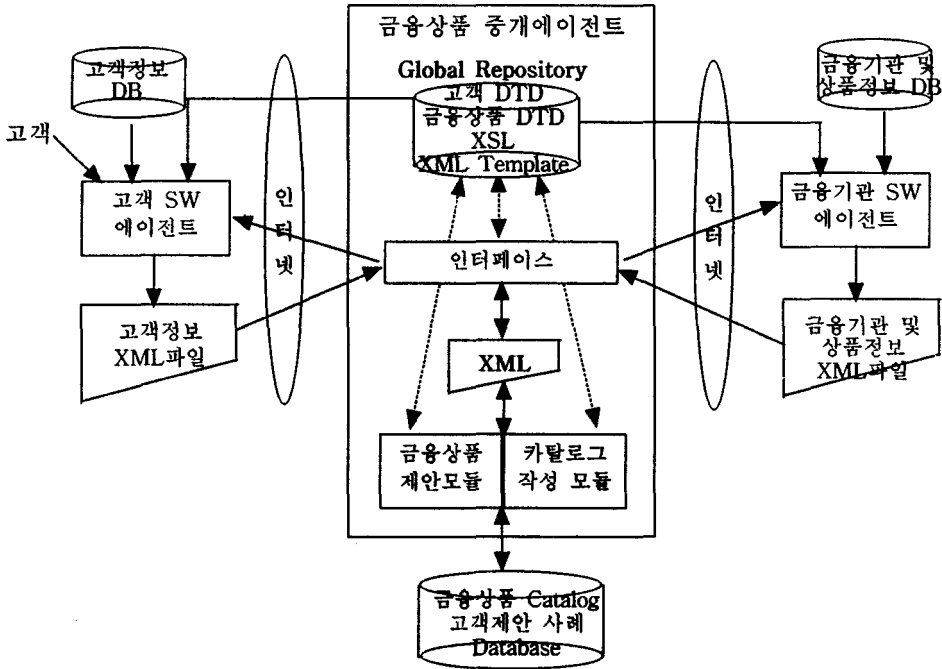 금융상품 중개에이전트
고객정보
DB
Global Repository
고객 DTD
금융상품 DTD
XSL
XML Template
금융기관 및
상품정보 DB
고객
고객 SW
에이전트
인
터
넷
인터페이스
인
터
넷
금융기관 SW
에이전트
고객정보
XML파일
XML
금융기관 및
상품정보
XML파일
금융상품
제안모듈
카탈로그
작성 모듈
금융상품 Catalog
고객제안 사례
Database